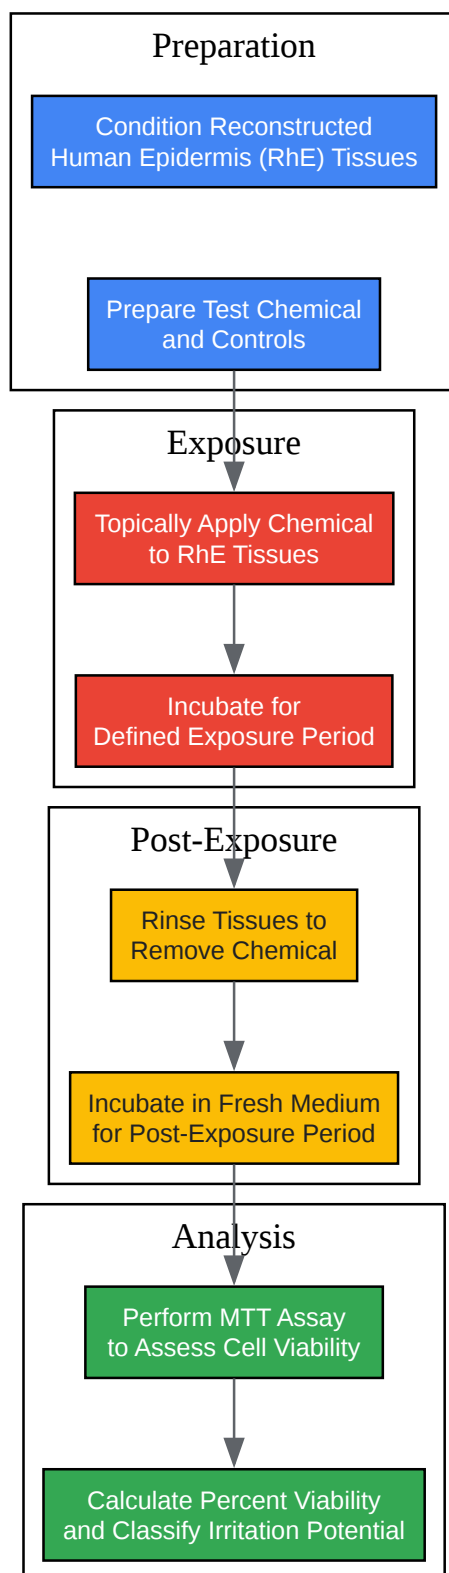 Preparation
Condition Reconstructed
Human Epidermis (RhE) Tissues
Prepare Test Chemical
and Controls
Exposure
Topically Apply Chemical
to RhE Tissues
Incubate for
Defined Exposure Period
Post-Exposure
Rinse Tissues to
Remove Chemical
Incubate in Fresh Medium
for Post-Exposure Period
Analysis
Perform MTT Assay
to Assess Cell Viability
Calculate Percent Viability
and Classify Irritation Potential